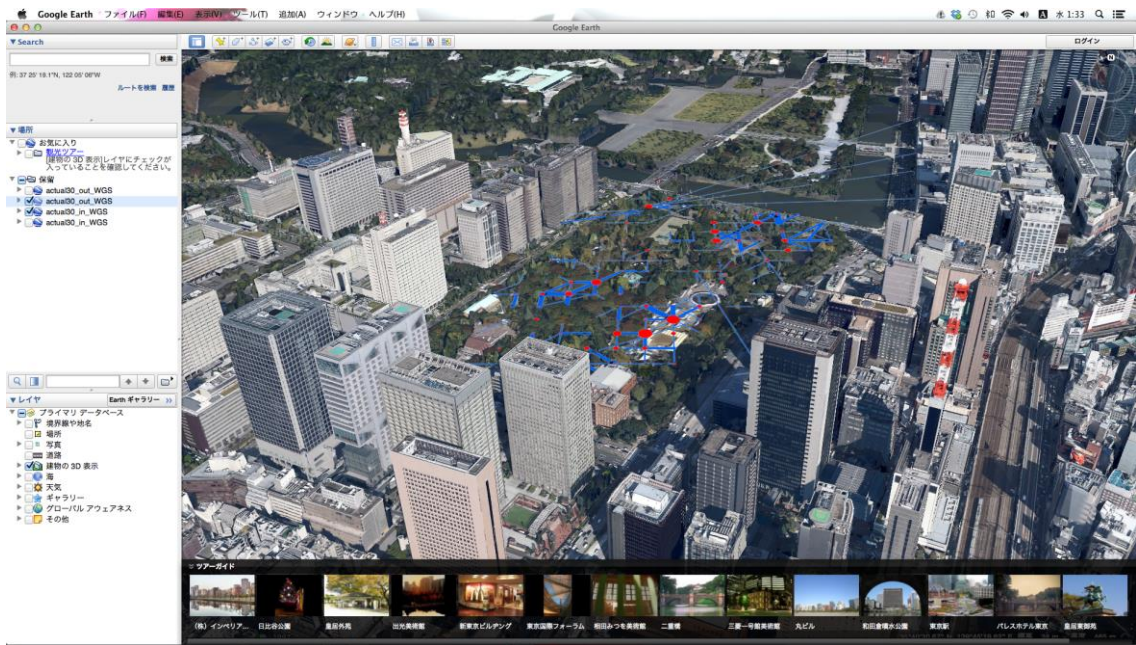 Google Earth ファイル(F) 編集(E) 表示(V) ツール(T) 追加(A) ウィンドウ ヘルプ(H)
水 1:33
Google Earth
Search
検索
例: 37 25' 19.1"N, 122 05' 06"W
ルートを検索 履歴
ログイン
N
場所
お気に入り
観光ツアー
[建物の 3D 表示]レイヤにチェックが
入っていることを確認してください。
保留
actual30_out_WGS
actual30_out_WGS
actual30_in_WGS
actual30_in_WGS
レイヤ
Earth ギャラリー
プライマリ データベース
境界線や地名
場所
写真
道路
建物の 3D 表示
海
天気
ギャラリー
グローバル アウェアネス
その他
ツアーガイド
(株) インペリア... 日比谷公園 皇居外苑 出光美術館 新東京ビルヂング 東京国際フォーラム 相田みつを美術館 二重橋 三菱一号館美術館 丸ビル 和田倉噴水公園 東京駅 パレスホテル東京 皇居東御苑